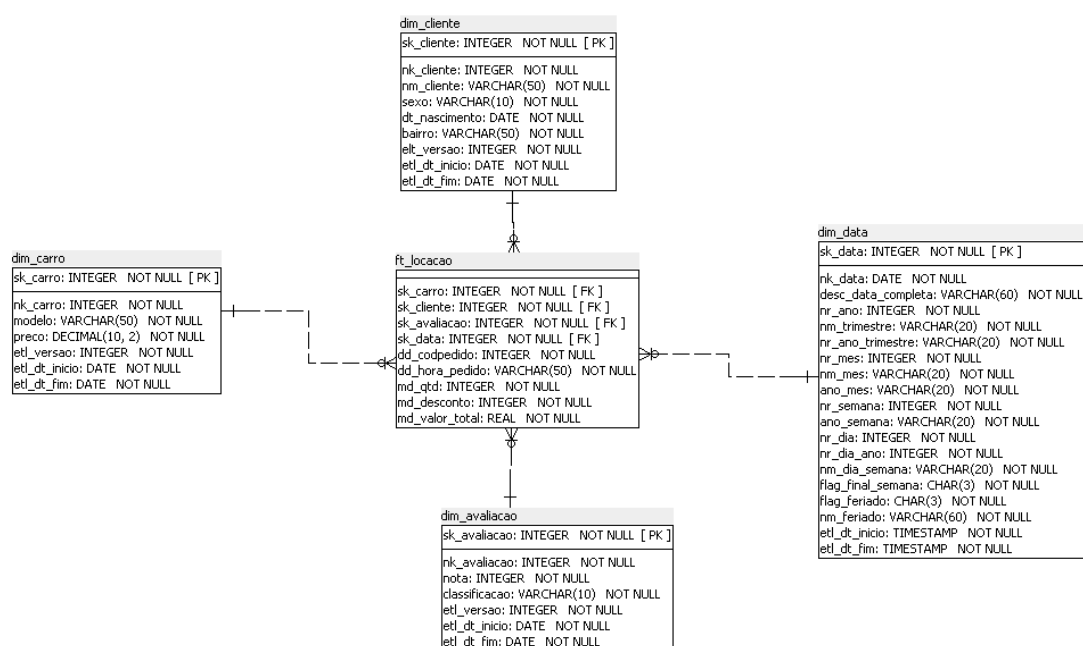 dim_cliente
sk_cliente: INTEGER NOT NULL [ PK ]
nk_cliente: INTEGER NOT NULL
nm_cliente: VARCHAR(50) NOT NULL
sexo: VARCHAR(10) NOT NULL
dt_nascimento: DATE NOT NULL
bairro: VARCHAR(50) NOT NULL
elt_versao: INTEGER NOT NULL
etl_dt_inicio: DATE NOT NULL
etl_dt_fim: DATE NOT NULL
dim_carro
sk_carro: INTEGER NOT NULL [ PK ]
nk_carro: INTEGER NOT NULL
modelo: VARCHAR(50) NOT NULL
preco: DECIMAL(10, 2) NOT NULL
etl_versao: INTEGER NOT NULL
etl_dt_inicio: DATE NOT NULL
etl_dt_fim: DATE NOT NULL
ft_locacao
sk_carro: INTEGER NOT NULL [ FK ]
sk_cliente: INTEGER NOT NULL [ FK ]
sk_avaliacao: INTEGER NOT NULL [ FK ]
sk_data: INTEGER NOT NULL [ FK ]
dd_codpedido: INTEGER NOT NULL
dd_hora_pedido: VARCHAR(50) NOT NULL
md_qtd: INTEGER NOT NULL
md_desconto: INTEGER NOT NULL
md_valor_total: REAL NOT NULL
dim_data
sk_data: INTEGER NOT NULL [ PK ]
nk_data: DATE NOT NULL
desc_data_completa: VARCHAR(60) NOT NULL
nr_ano: INTEGER NOT NULL
nm_trimestre: VARCHAR(20) NOT NULL
nr_ano_trimestre: VARCHAR(20) NOT NULL
nr_mes: INTEGER NOT NULL
nm_mes: VARCHAR(20) NOT NULL
ano_mes: VARCHAR(20) NOT NULL
nr_semana: INTEGER NOT NULL
ano_semana: VARCHAR(20) NOT NULL
nr_dia: INTEGER NOT NULL
nr_dia_ano: INTEGER NOT NULL
nm_dia_semana: VARCHAR(20) NOT NULL
flag_final_semana: CHAR(3) NOT NULL
flag_feriado: CHAR(3) NOT NULL
nm_feriado: VARCHAR(60) NOT NULL
etl_dt_inicio: TIMESTAMP NOT NULL
etl_dt_fim: TIMESTAMP NOT NULL
dim_avaliacao
sk_avaliacao: INTEGER NOT NULL [ PK ]
nk_avaliacao: INTEGER NOT NULL
nota: INTEGER NOT NULL
classificacao: VARCHAR(10) NOT NULL
etl_versao: INTEGER NOT NULL
etl_dt_inicio: DATE NOT NULL
etl_dt_fim: DATE NOT NULL